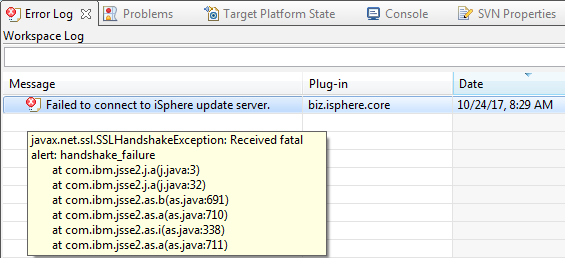 Error Log Problems Target Platform State Console SVN Properties
Workspace Log
Message Plug-in Date
Failed to connect to iSphere update server. biz.isphere.core 10/24/17, 8:29 AM
javax.net.ssl.SSLHandshakeException: Received fatal
alert: handshake_failure
at com.ibm.jsse2.j.a(j.java:3)
at com.ibm.jsse2.j.a(j.java:32)
at com.ibm.jsse2.as.b(as.java:691)
at com.ibm.jsse2.as.a(as.java:710)
at com.ibm.jsse2.as.i(as.java:338)
at com.ibm.jsse2.as.a(as.java:711)